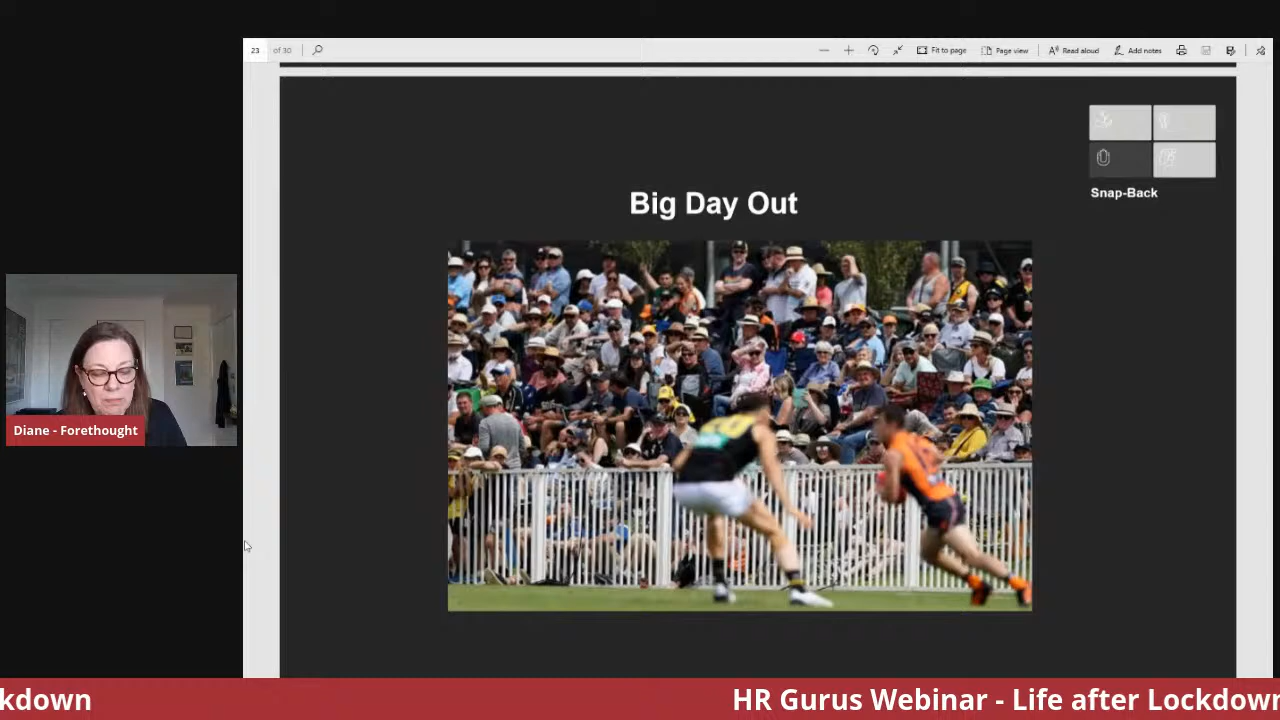 23 of 30 Fit to page Page view Read aloud Add notes
Snap-Back
Big Day Out
Diane - Forethought
kdown HR Gurus Webinar - Life after Lockdown